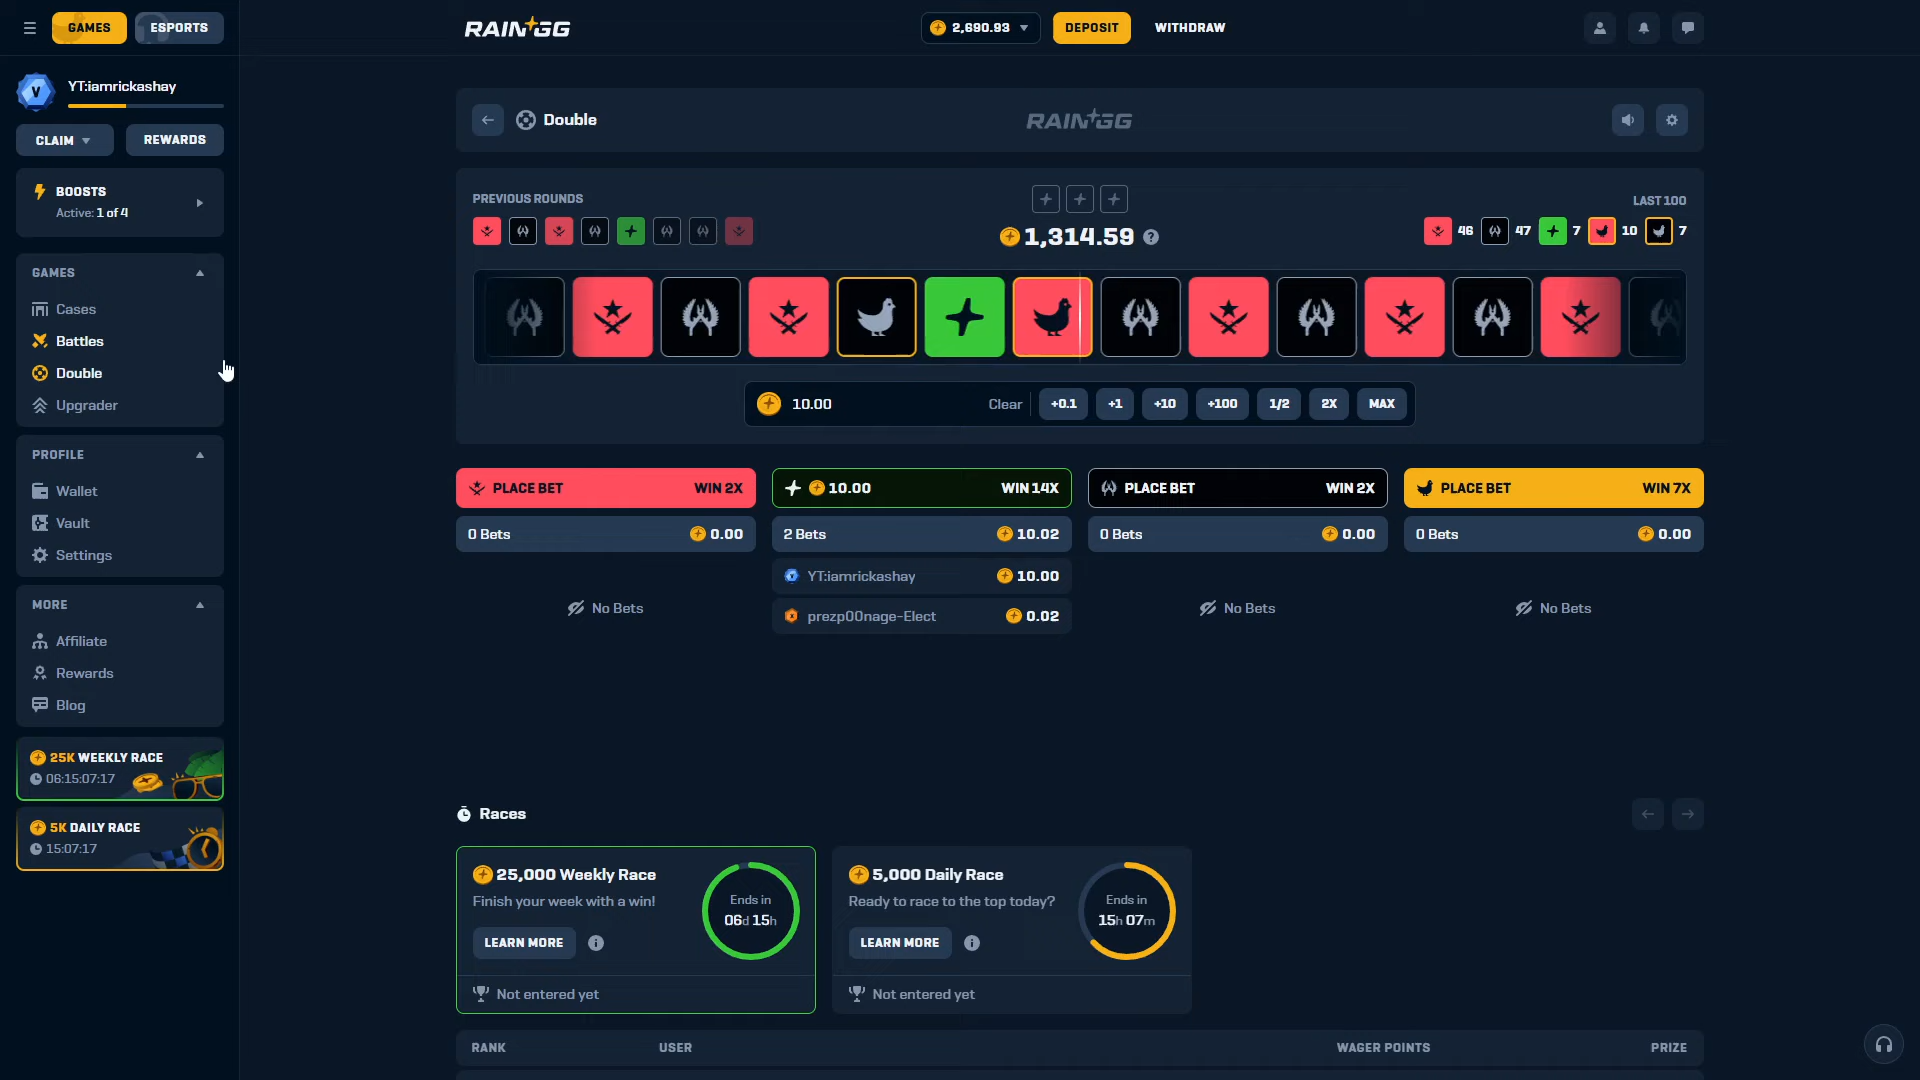 GAMES
ESPORTS
RAIN GG
2,690.93
DEPOSIT
WITHDRAW
V
YT:iamrickashay
CLAIM
REWARDS
BOOSTS
Active: 1 of 4
GAMES
Cases
Battles
Double
Upgrader
PROFILE
Wallet
Vault
Settings
MORE
Affiliate
Rewards
Blog
25K WEEKLY RACE
06:15:07:17
5K DAILY RACE
15:07:17
Double
RAIN GG
PREVIOUS ROUNDS
LAST 100
1,314.59
46 47 7 10 7
10.00 Clear +0.1 +1 +10 +100 1/2 2X MAX
PLACE BET WIN 2X
0 Bets 0.00
No Bets
10.00 WIN 14X
2 Bets 10.02
YT:iamrickashay 10.00
prezp00nage-Elect 0.02
PLACE BET WIN 2X
0 Bets 0.00
No Bets
PLACE BET WIN 7X
0 Bets 0.00
No Bets
Races
25,000 Weekly Race
Finish your week with a win!
LEARN MORE
Ends in
06d 15h
Not entered yet
5,000 Daily Race
Ready to race to the top today?
LEARN MORE
Ends in
15h 07m
Not entered yet
RANK USER WAGER POINTS PRIZE